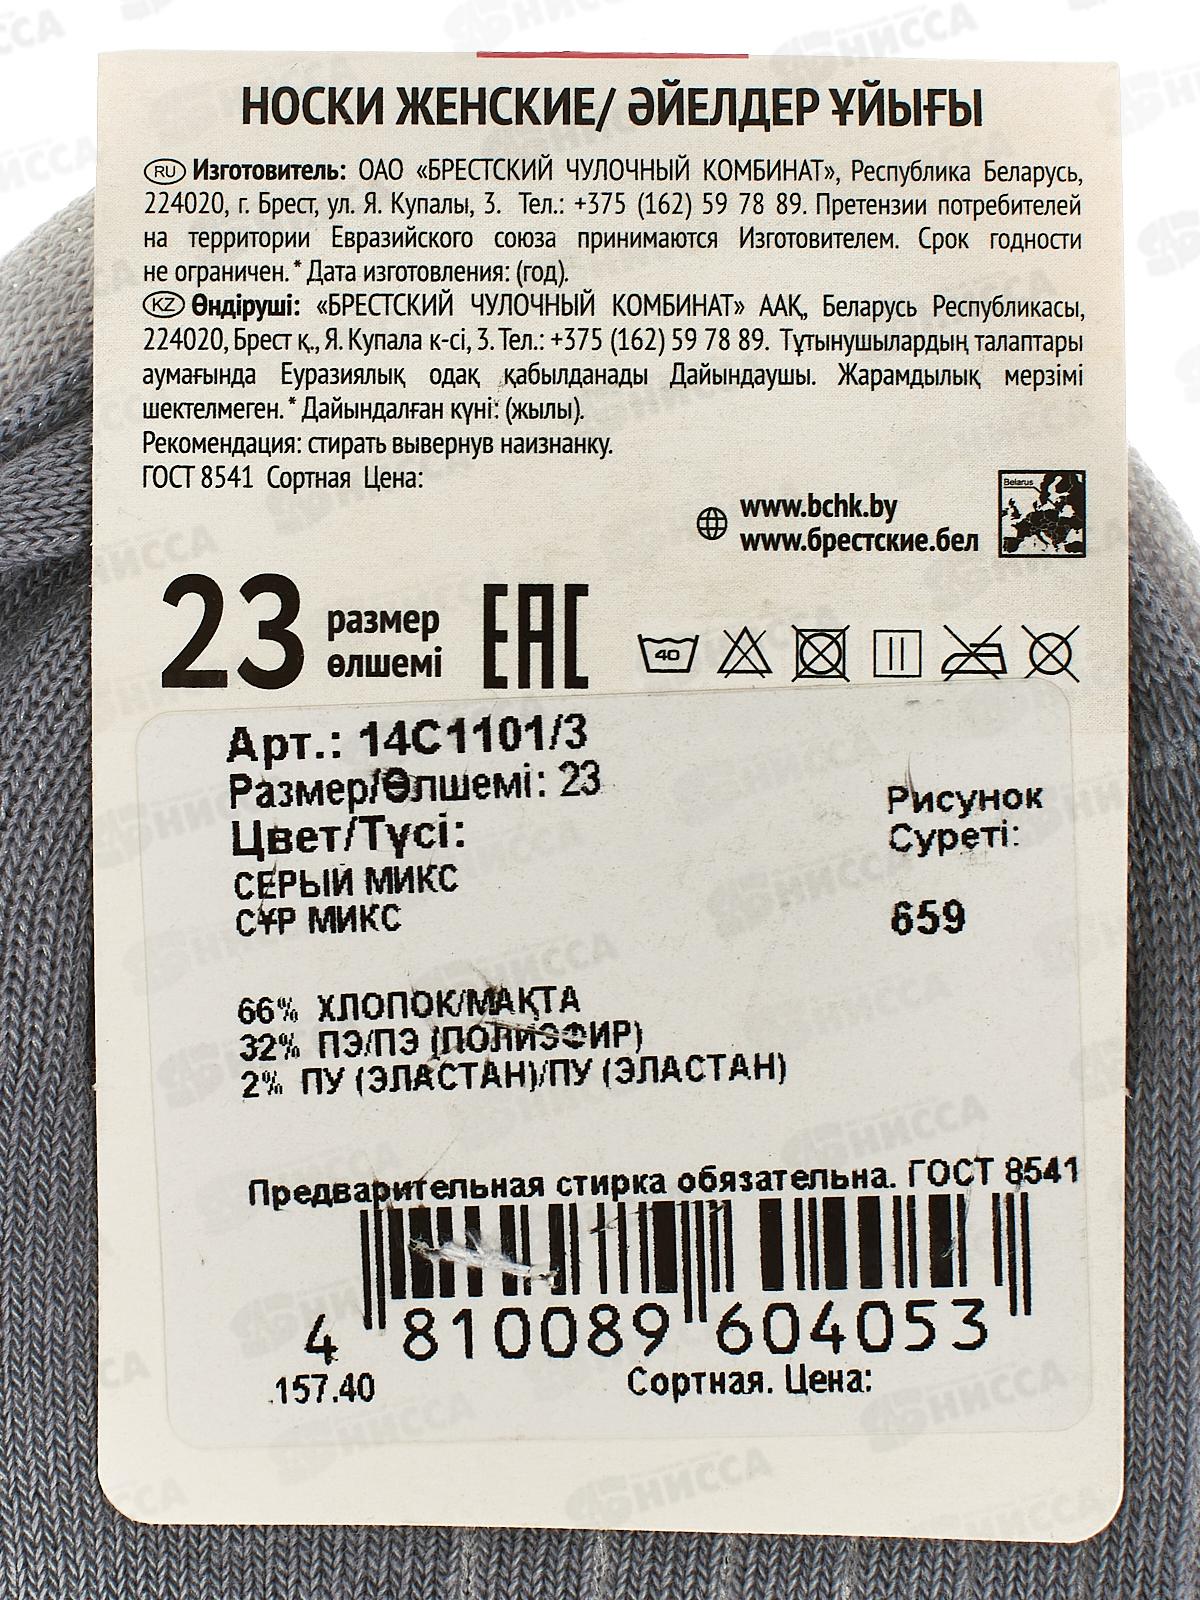 НОСКИ ЖЕНСКИЕ/ ӘЙЕЛДЕР ҰЙЫҒЫ
RU Изготовитель: ОАО «БРЕСТСКИЙ ЧУЛОЧНЫЙ КОМБИНАТ», Республика Беларусь,
224020, г. Брест, ул. Я. Купалы, 3. Тел.: +375 (162) 59 78 89. Претензии потребителей
на территории Евразийского союза принимаются Изготовителем. Срок годности
не ограничен.* Дата изготовления: (год).
KZ Өндіруші: «БРЕСТСКИЙ ЧУЛОЧНЫЙ КОМБИНАТ» ААҚ, Беларусь Республикасы,
224020, Брест қ., Я. Купала к-сі, 3. Тел.: +375 (162) 59 78 89. Тұтынушылардың талаптары
аумағында Еуразиялық одақ қабылданады Дайындаушы. Жарамдылық мерзімі
шектелмеген.* Дайындалған күні: (жылы).
Рекомендация: стирать вывернув наизнанку.
ГОСТ 8541 Сортная Цена:
www.bchk.by
www.брестские.бел
Belarus
23 размер
өлшемі
EAC
40
Арт.: 14С1101/3
Размер/Өлшемі: 23
Цвет/Түсі:
СЕРЫЙ МИКС
СҰР МИКС
Рисунок
Суреті:
659
66% ХЛОПОК/МАҚТА
32% ПЭ/ПЭ (ПОЛИЭФИР)
2% ПУ (ЭЛАСТАН)/ПУ (ЭЛАСТАН)
Предварительная стирка обязательна. ГОСТ 8541
4 810089 604053
157.40
Сортная. Цена:
НИССА